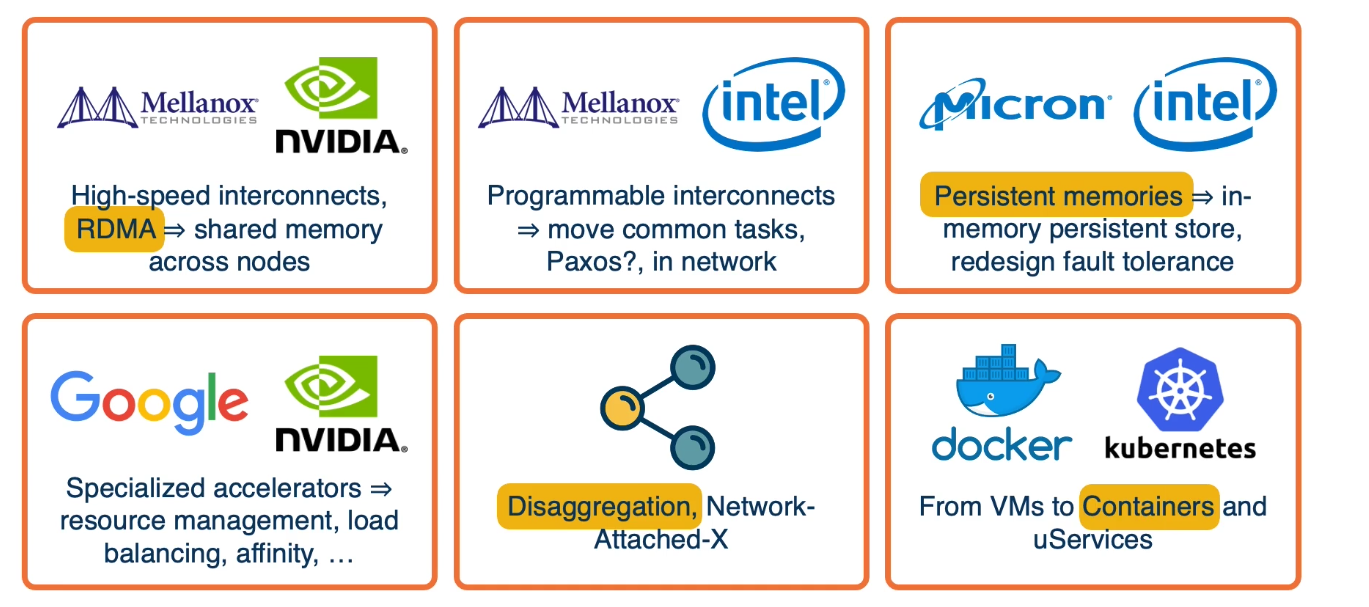 Mellanox®
TECHNOLOGIES
NVIDIA®
High-speed interconnects,
RDMA ⇒ shared memory
across nodes
Mellanox®
TECHNOLOGIES
intel®
Programmable interconnects
⇒ move common tasks,
Paxos?, in network
Micron®
intel®
Persistent memories ⇒ in-
memory persistent store,
redesign fault tolerance
Google
NVIDIA®
Specialized accelerators ⇒
resource management, load
balancing, affinity, …
Disaggregation, Network-
Attached-X
docker
kubernetes
From VMs to Containers and
uServices